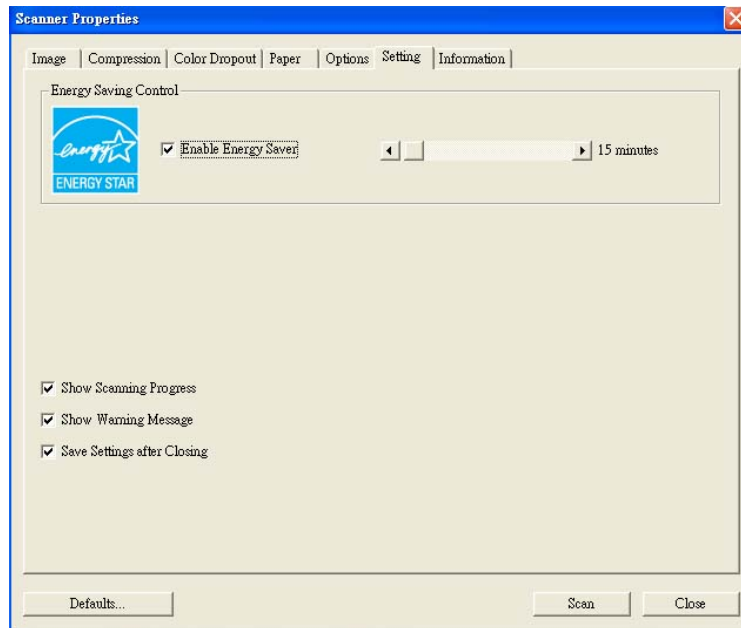 Scanner Properties
Image Compression Color Dropout Paper Options Setting Information
Energy Saving Control
energy
ENERGY STAR
Enable Energy Saver
15 minutes
Show Scanning Progress
Show Warning Message
Save Settings after Closing
Defaults...
Scan
Close